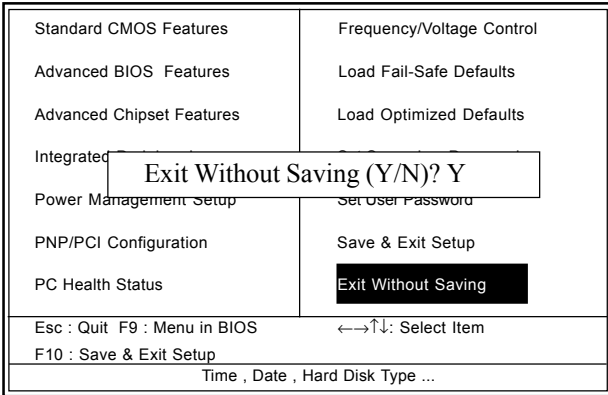 Standard CMOS Features
Frequency/Voltage Control
Advanced BIOS Features
Load Fail-Safe Defaults
Advanced Chipset Features
Load Optimized Defaults
Integrated
Exit Without Saving (Y/N)? Y
Power Management Setup
Set User Password
PNP/PCI Configuration
Save & Exit Setup
PC Health Status
Exit Without Saving
Esc : Quit F9 : Menu in BIOS
←→↑↓: Select Item
F10 : Save & Exit Setup
Time , Date , Hard Disk Type ...